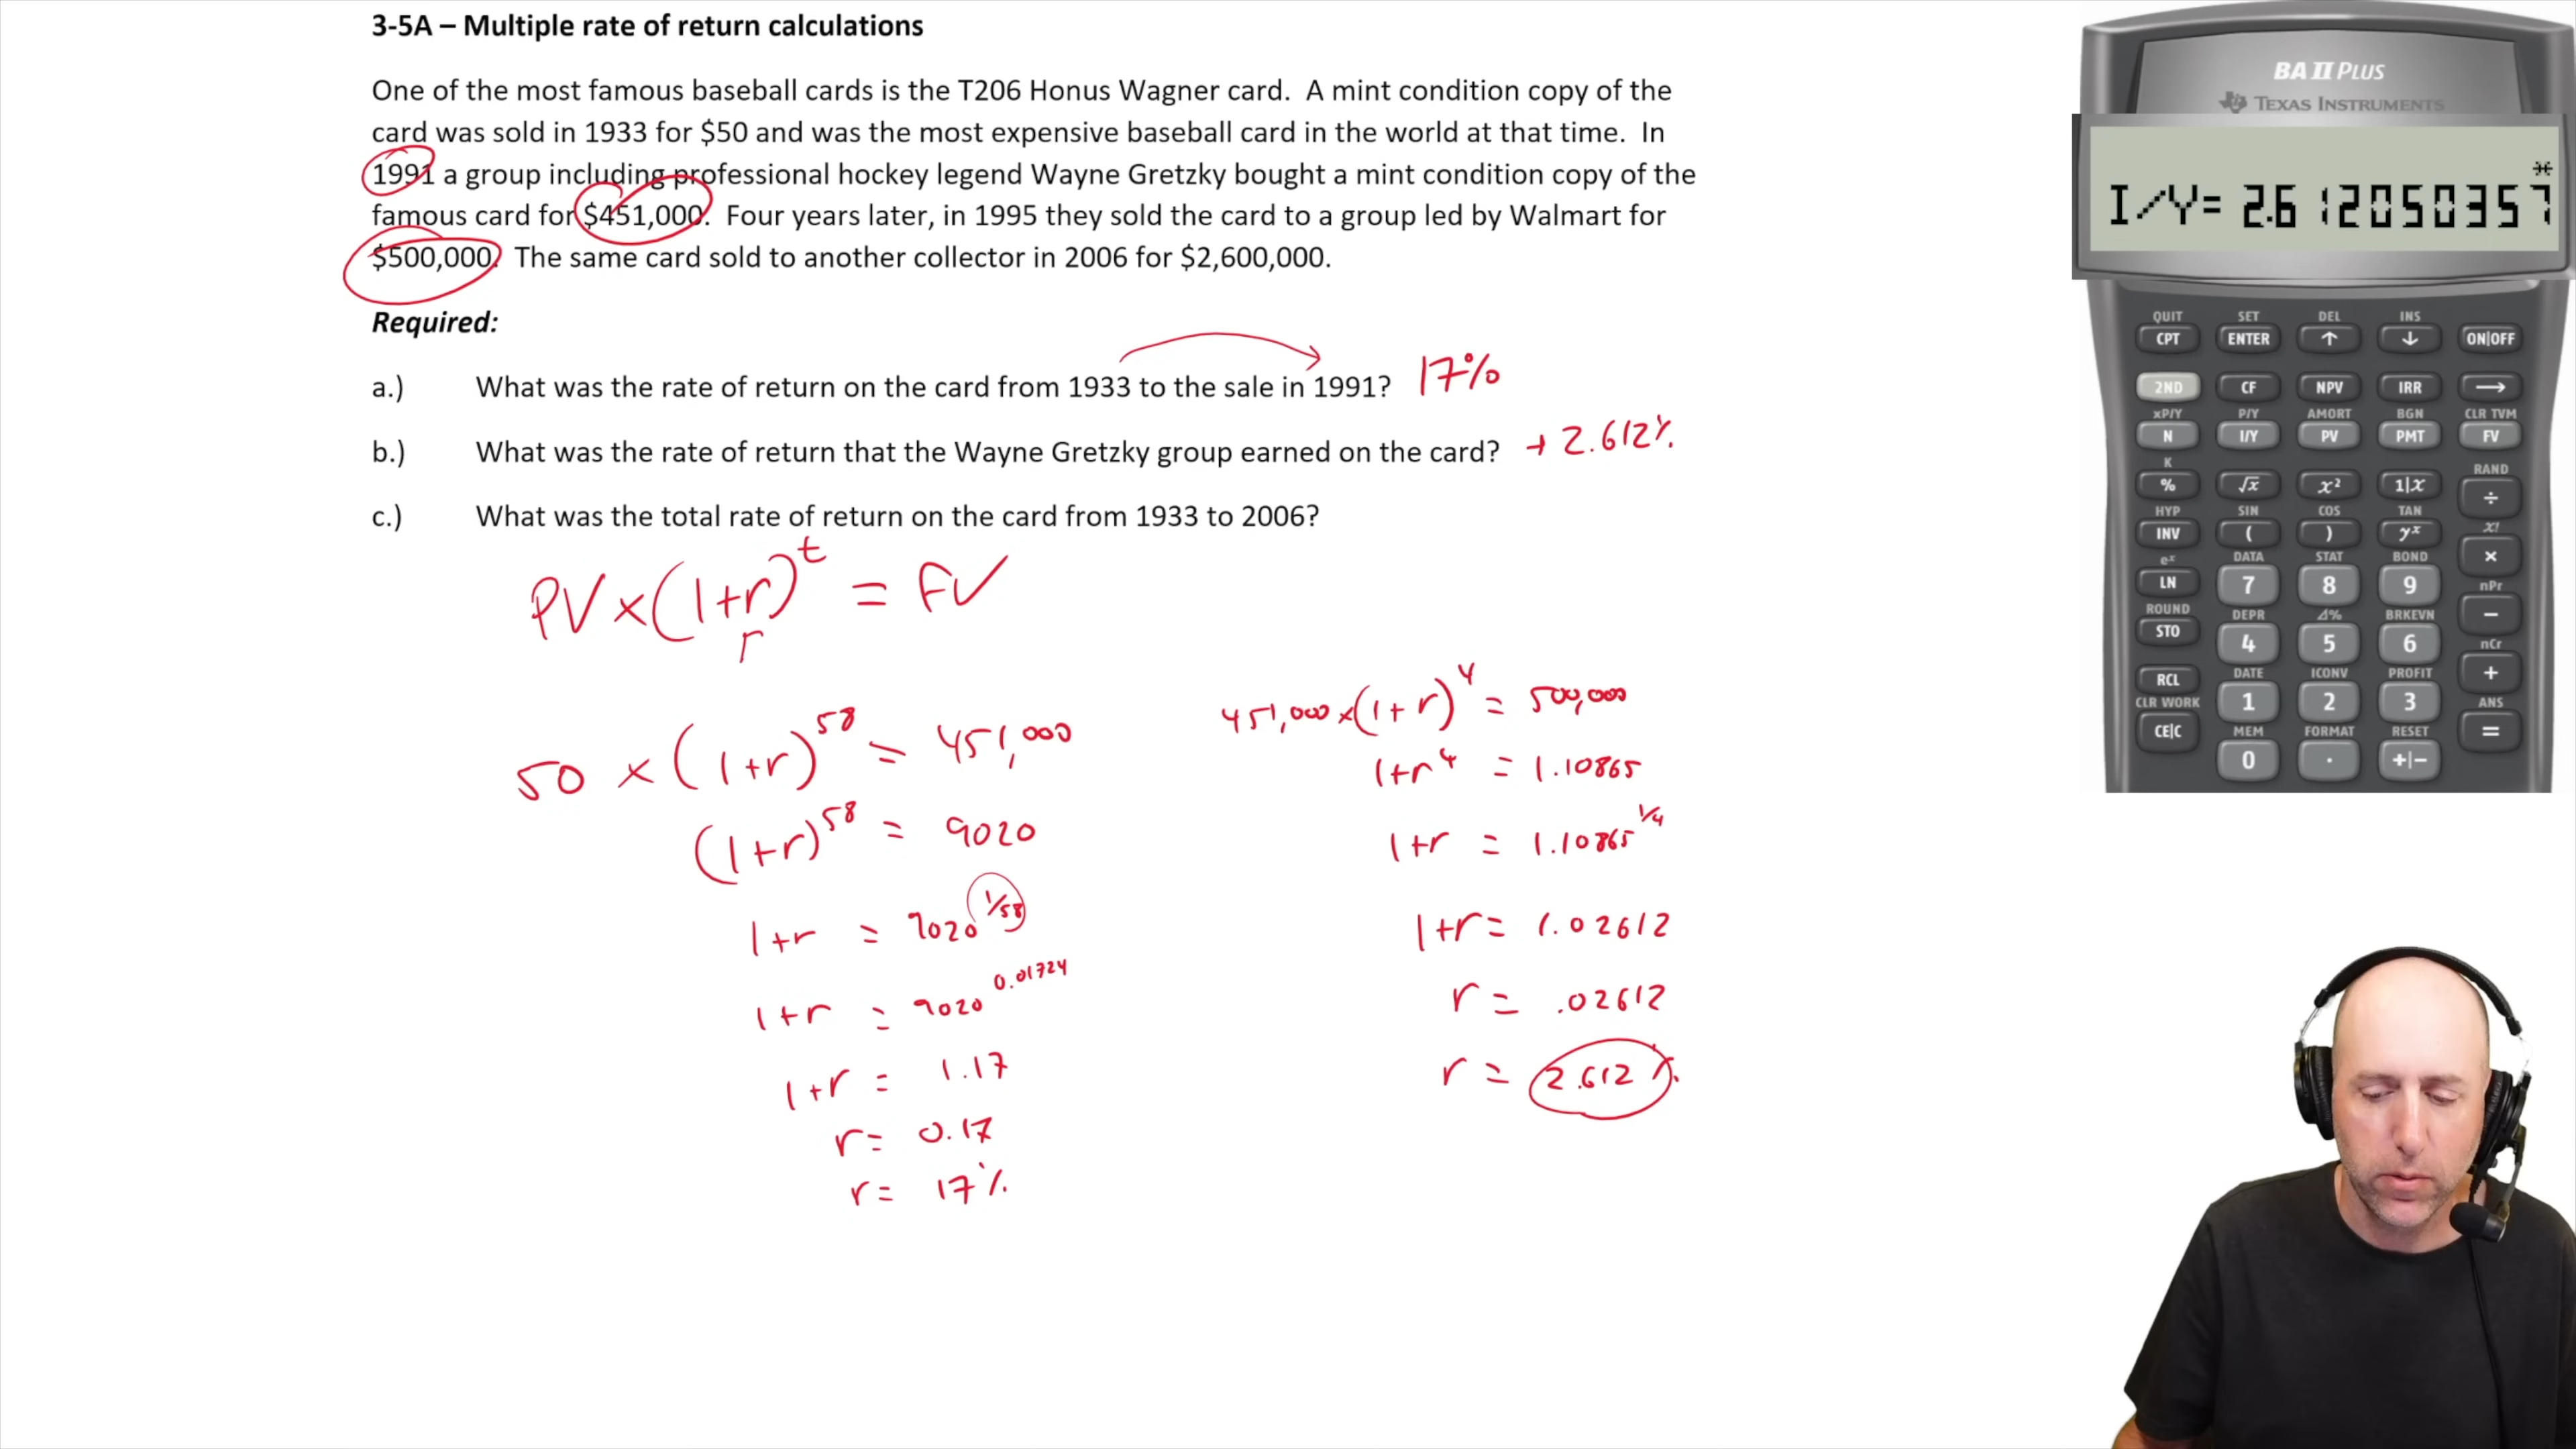 3-5A – Multiple rate of return calculations
One of the most famous baseball cards is the T206 Honus Wagner card. A mint condition copy of the
card was sold in 1933 for $50 and was the most expensive baseball card in the world at that time. In
1991 a group including professional hockey legend Wayne Gretzky bought a mint condition copy of the
famous card for $451,000. Four years later, in 1995 they sold the card to a group led by Walmart for
$500,000. The same card sold to another collector in 2006 for $2,600,000.
Required:
a.) What was the rate of return on the card from 1933 to the sale in 1991? 17%
b.) What was the rate of return that the Wayne Gretzky group earned on the card? + 2.612%
c.) What was the total rate of return on the card from 1933 to 2006?
PV × (1+r)^t = FV
r
50 × (1+r)^58 = 451,000
(1+r)^58 = 9020
1+r = 9020^1/58
1+r = 9020^0.01724
1+r = 1.17
r = 0.17
r = 17%
451,000 × (1+r)^4 = 500,000
1+r^4 = 1.10865
1+r = 1.10865^1/4
1+r = 1.02612
r = .02612
r = 2.612%
BA II PLUS
TEXAS INSTRUMENTS
*
I/Y= 2.612050357
QUIT SET DEL INS
CPT ENTER ↑ ↓ ON|OFF
2ND CF NPV IRR →
xP/Y P/Y AMORT BGN CLR TVM
N I/Y PV PMT FV
K RAND
% √x x² 1|x ÷
HYP SIN COS TAN x!
INV ( ) yˣ ×
eˣ DATA STAT BOND nPr
LN 7 8 9 −
ROUND DEPR Δ% BRKEVN nCr
STO 4 5 6 +
DATE ICONV PROFIT ANS
RCL 1 2 3 =
CLR WORK MEM FORMAT RESET
CE|C 0 . +|−